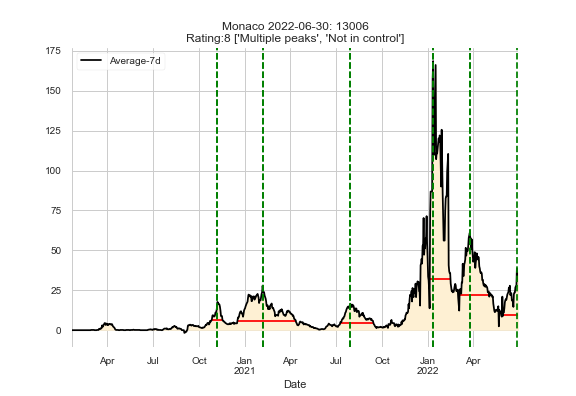 Monaco 2022-06-30: 13006
Rating:8 ['Multiple peaks', 'Not in control']
Average-7d
175
150
125
100
75
50
25
0
Apr Jul Oct Jan Apr Jul Oct Jan Apr
2021 2022
Date